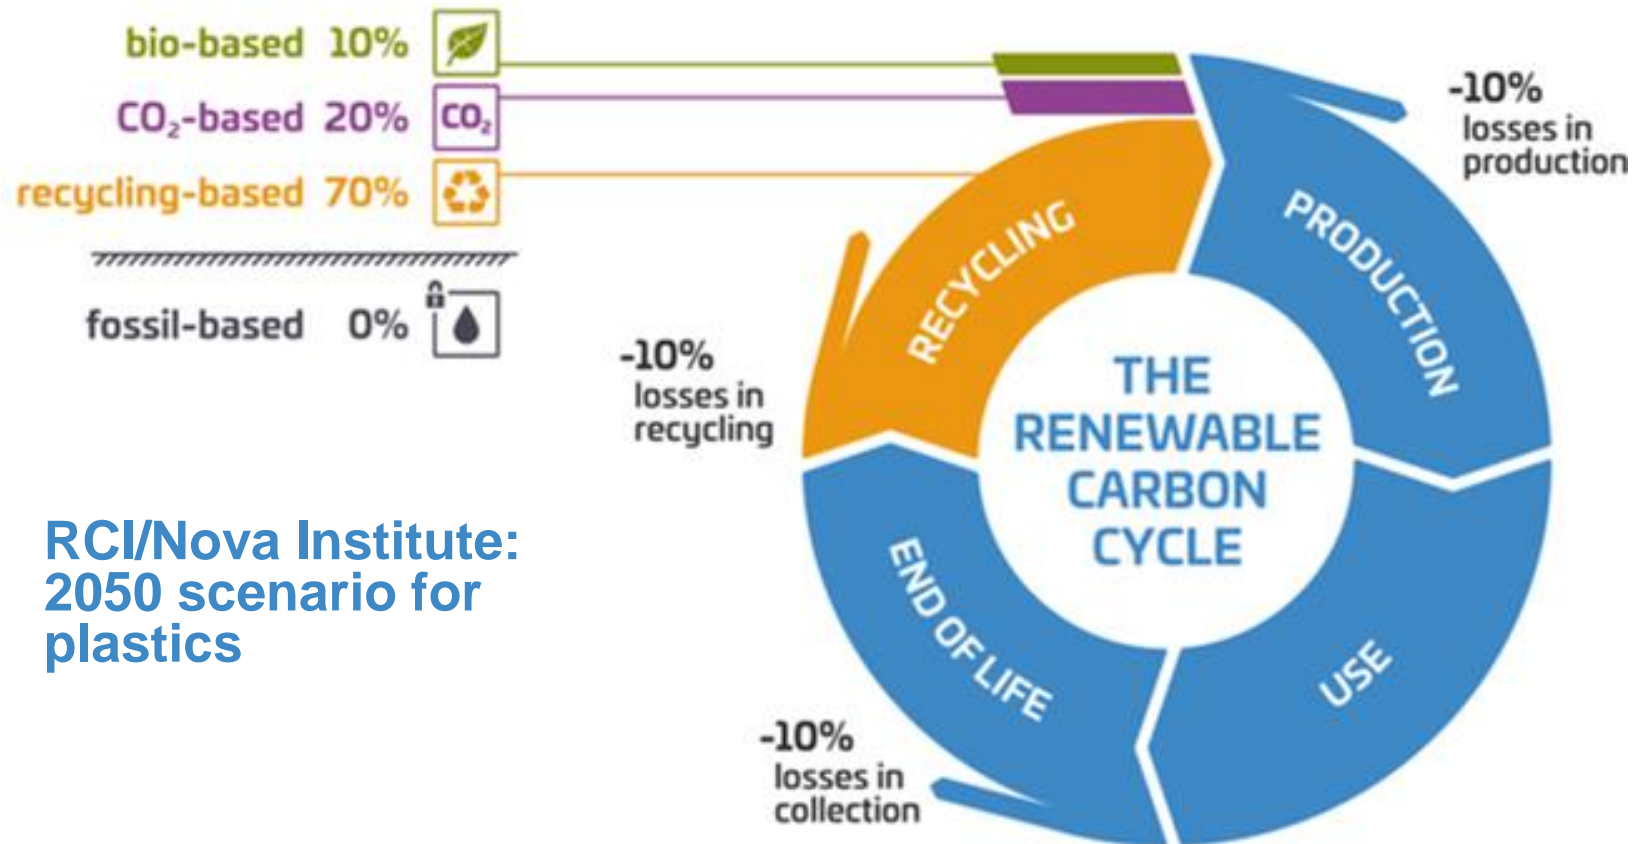 bio-based 10%
CO₂-based 20% CO₂
recycling-based 70%
fossil-based 0%
-10%
losses in
production
PRODUCTION
RECYCLING
-10%
losses in
recycling
THE
RENEWABLE
CARBON
CYCLE
RCI/Nova Institute:
2050 scenario for
plastics
END OF LIFE
USE
-10%
losses in
collection